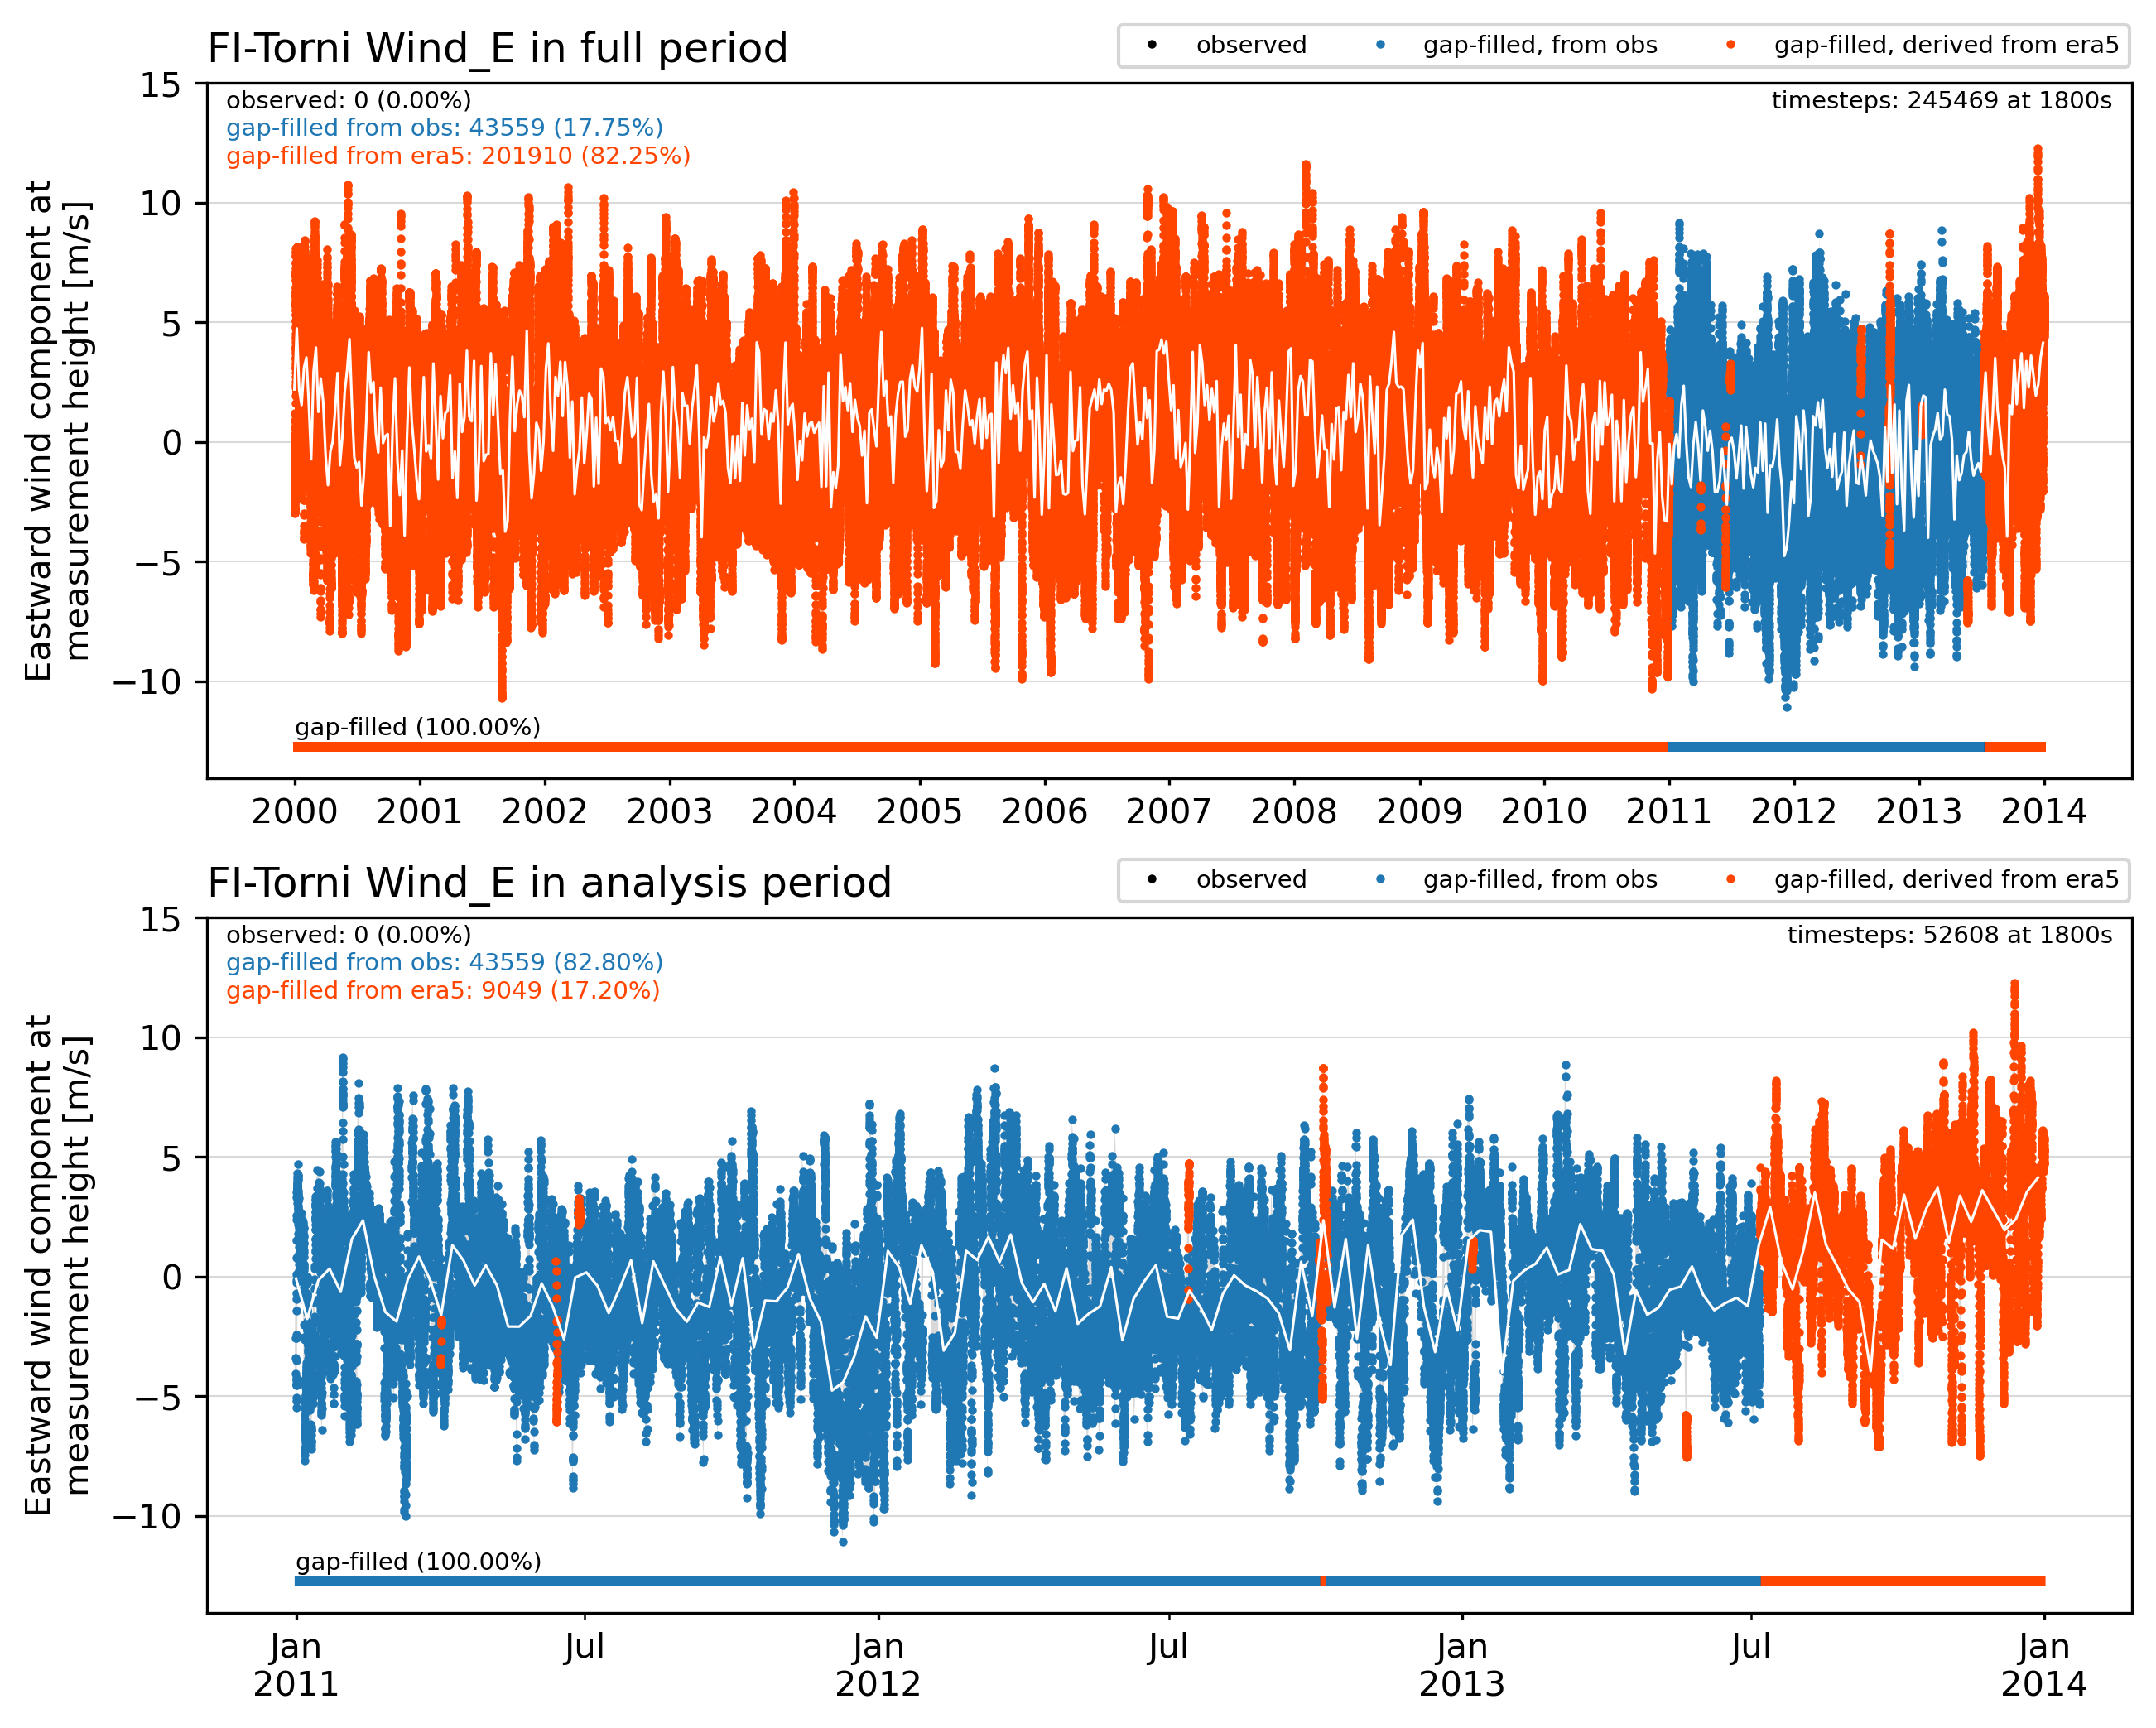 FI-Torni Wind_E in full period
observed
gap-filled, from obs
gap-filled, derived from era5
observed: 0 (0.00%)
gap-filled from obs: 43559 (17.75%)
gap-filled from era5: 201910 (82.25%)
timesteps: 245469 at 1800s
Eastward wind component at
measurement height [m/s]
15
10
5
0
−5
−10
gap-filled (100.00%)
2000 2001 2002 2003 2004 2005 2006 2007 2008 2009 2010 2011 2012 2013 2014
FI-Torni Wind_E in analysis period
observed
gap-filled, from obs
gap-filled, derived from era5
observed: 0 (0.00%)
gap-filled from obs: 43559 (82.80%)
gap-filled from era5: 9049 (17.20%)
timesteps: 52608 at 1800s
Eastward wind component at
measurement height [m/s]
15
10
5
0
−5
−10
gap-filled (100.00%)
Jan Jul Jan Jul Jan Jul Jan
2011 2012 2013 2014